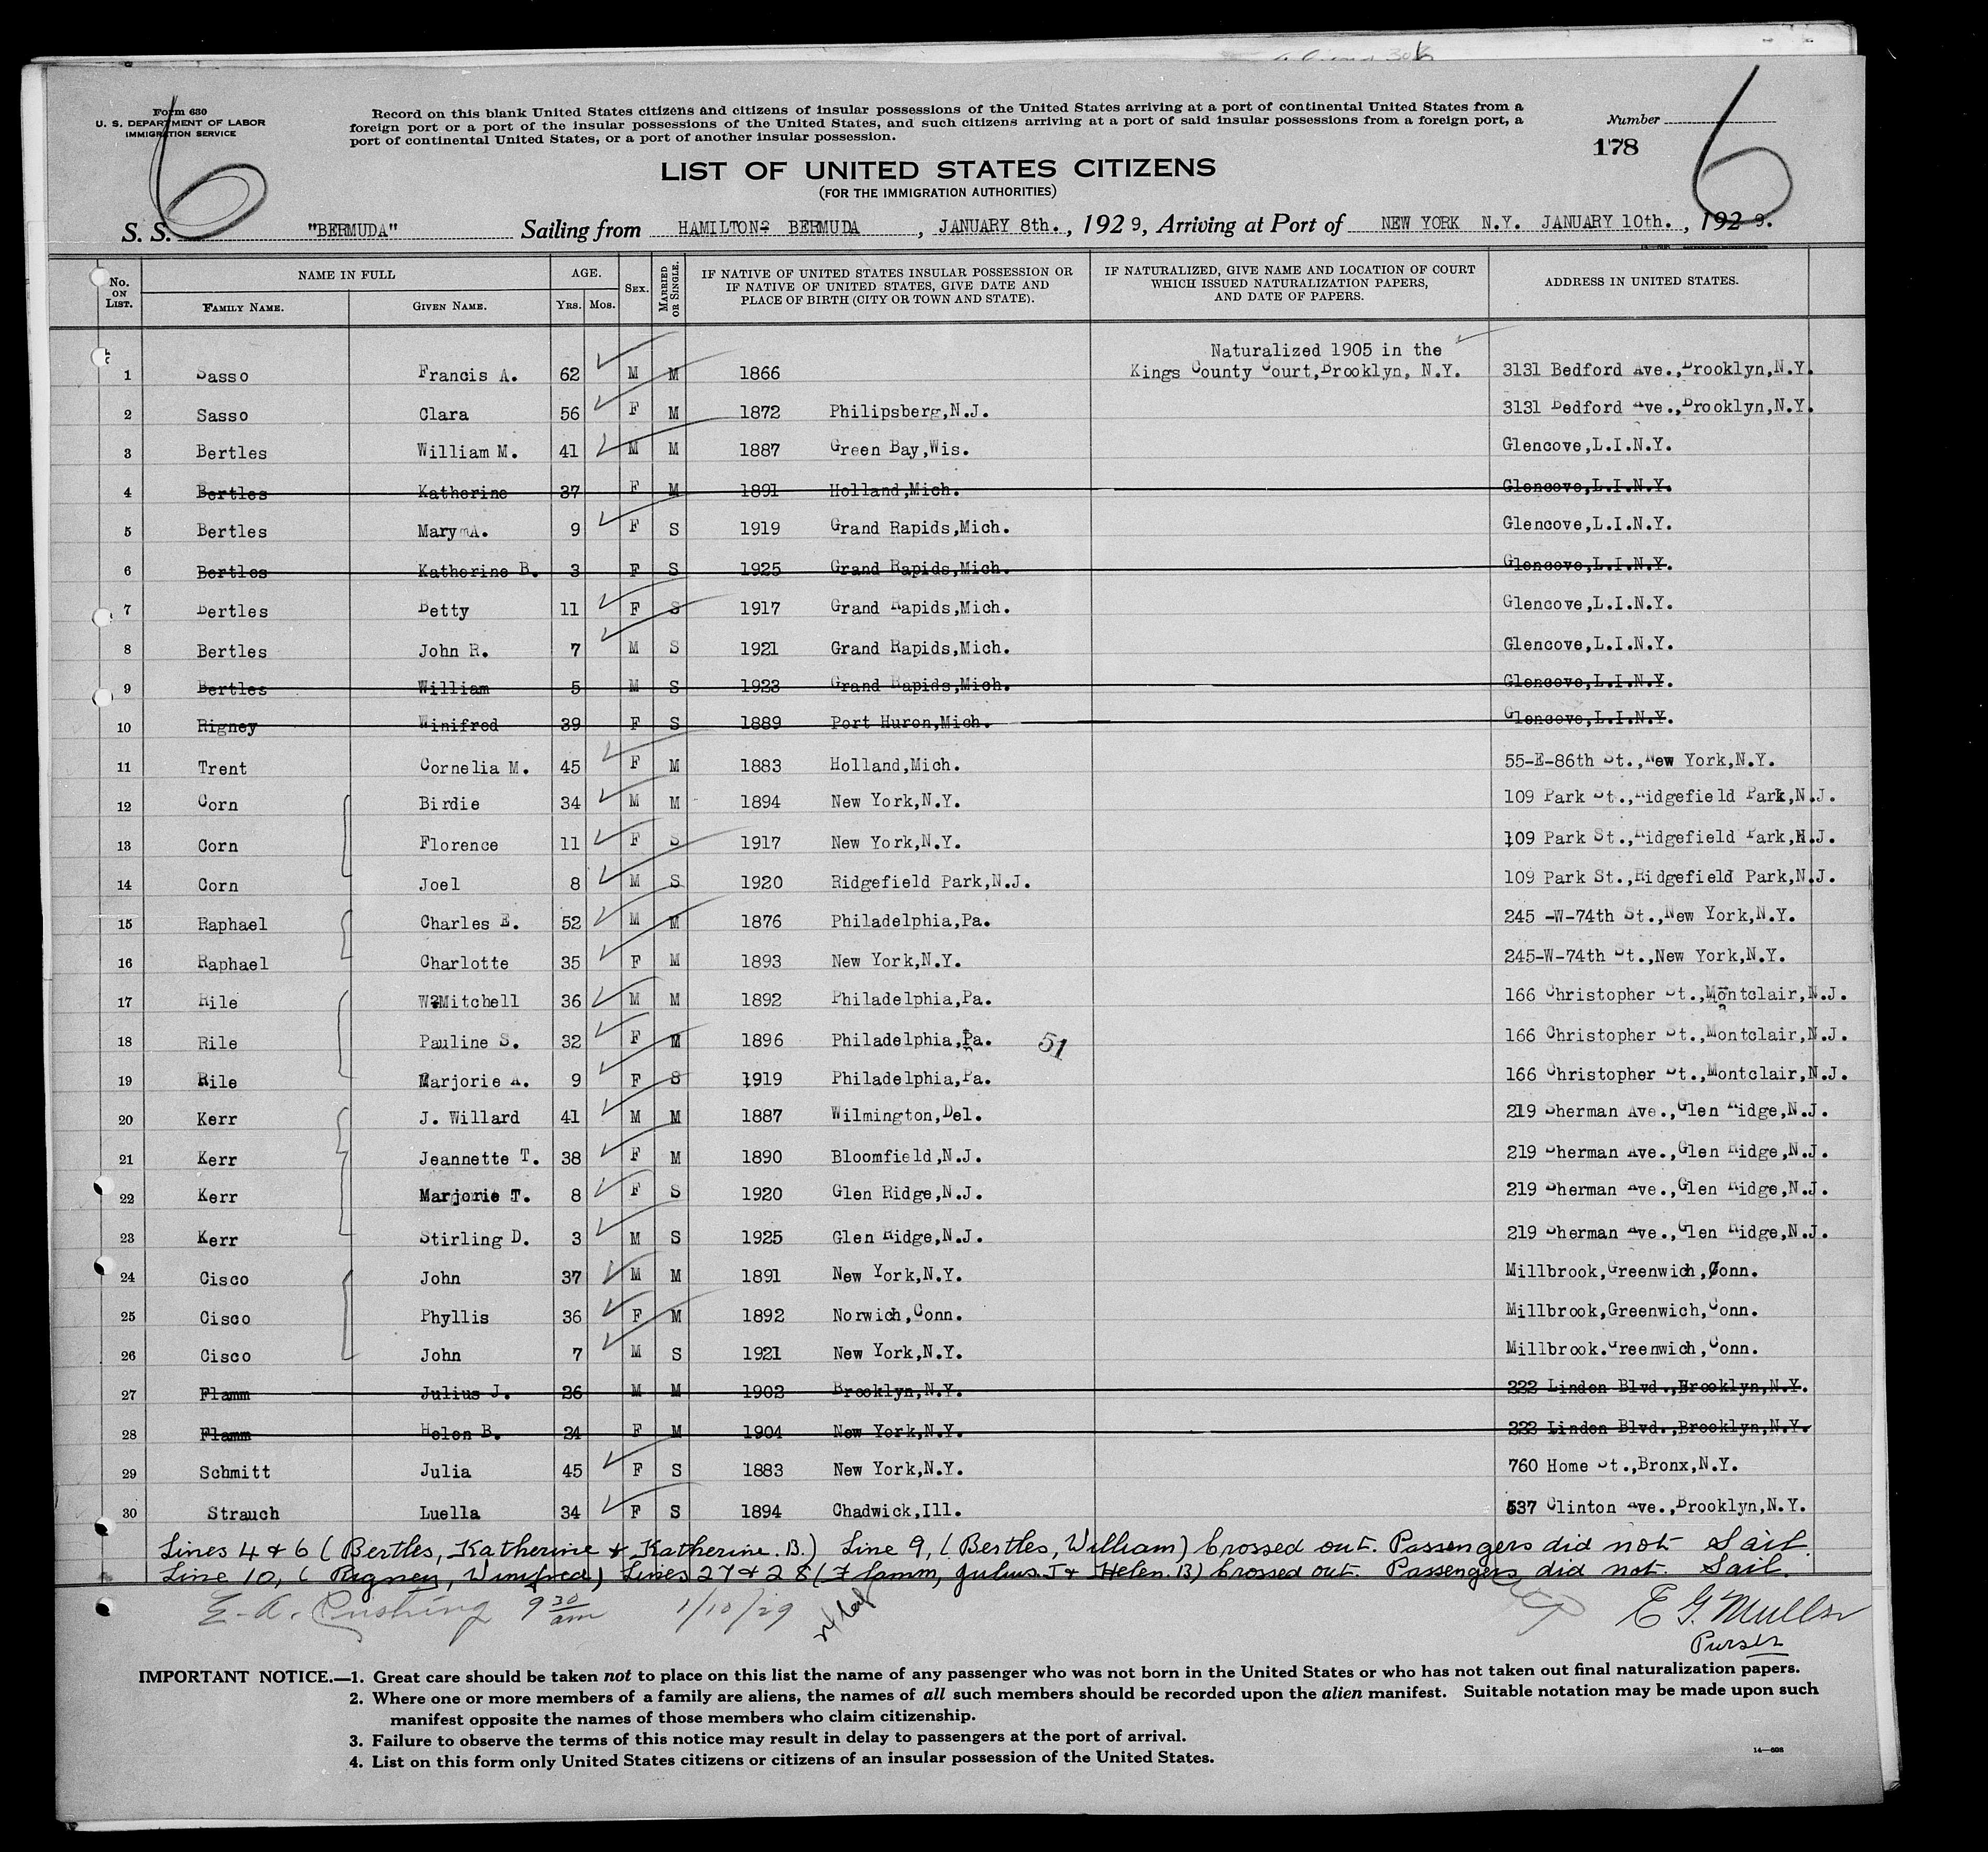 6
6
Form 630
U. S. DEPARTMENT OF LABOR
IMMIGRATION SERVICE
Record on this blank United States citizens and citizens of insular possessions of the United States arriving at a port of continental United States from a
foreign port or a port of the insular possessions of the United States, and such citizens arriving at a port of said insular possessions from a foreign port, a
port of continental United States, or a port of another insular possession.
Number
178
LIST OF UNITED STATES CITIZENS
(FOR THE IMMIGRATION AUTHORITIES)
S. S. "BERMUDA" Sailing from HAMILTON BERMUDA, JANUARY 8th., 1929, Arriving at Port of NEW YORK N.Y. JANUARY 10th., 1929.
No. ON LIST. NAME IN FULL AGE. SEX. MARRIED OR SINGLE. IF NATIVE OF UNITED STATES INSULAR POSSESSION OR IF NATIVE OF UNITED STATES, GIVE DATE AND PLACE OF BIRTH (CITY OR TOWN AND STATE). IF NATURALIZED, GIVE NAME AND LOCATION OF COURT WHICH ISSUED NATURALIZATION PAPERS, AND DATE OF PAPERS. ADDRESS IN UNITED STATES.
FAMILY NAME. GIVEN NAME. YRS. MOS.
Naturalized 1905 in the
1 Sasso Francis A. 62 M M 1866 Kings County Court,Brooklyn, N.Y. 3131 Bedford Ave.,Brooklyn,N.Y.
2 Sasso Clara 56 F M 1872 Philipsberg,N.J. 3131 Bedford Ave.,Brooklyn,N.Y.
3 Bertles William M. 41 M M 1887 Green Bay,Wis. Glencove,L.I.N.Y.
4 Bertles Katherine 37 F M 1891 Holland,Mich. Glencove,L.I.N.Y.
5 Bertles Mary A. 9 F S 1919 Grand Rapids,Mich. Glencove,L.I.N.Y.
6 Bertles Katherine B. 3 F S 1925 Grand Rapids,Mich. Glencove,L.I.N.Y.
7 Bertles Betty 11 F S 1917 Grand Rapids,Mich. Glencove,L.I.N.Y.
8 Bertles John R. 7 M S 1921 Grand Rapids,Mich. Glencove,L.I.N.Y.
9 Bertles William 5 M S 1923 Grand Rapids,Mich. Glencove,L.I.N.Y.
10 Rigney Winifred 39 F S 1889 Port Huron,Mich. Glencove,L.I.N.Y.
11 Trent Cornelia M. 45 F M 1883 Holland,Mich. 55-E-86th St.,New York,N.Y.
12 Corn Birdie 34 M M 1894 New York,N.Y. 109 Park St.,Ridgefield Park,N.J.
13 Corn Florence 11 F S 1917 New York,N.Y. 109 Park St.,Ridgefield Park,N.J.
14 Corn Joel 8 M S 1920 Ridgefield Park,N.J. 109 Park St.,Ridgefield Park,N.J.
15 Raphael Charles E. 52 M M 1876 Philadelphia,Pa. 245 -W-74th St.,New York,N.Y.
16 Raphael Charlotte 35 F M 1893 New York,N.Y. 245-W-74th St.,New York,N.Y.
17 Rile W.Mitchell 36 M M 1892 Philadelphia,Pa. 166 Christopher St.,Montclair,N.J.
18 Rile Pauline S. 32 F M 1896 Philadelphia,Pa. 51 166 Christopher St.,Montclair,N.J.
19 Rile Marjorie A. 9 F S 1919 Philadelphia,Pa. 166 Christopher St.,Montclair,N.J.
20 Kerr J. Willard 41 M M 1887 Wilmington,Del. 219 Sherman Ave.,Glen Ridge,N.J.
21 Kerr Jeannette T. 38 F M 1890 Bloomfield,N.J. 219 Sherman Ave.,Glen Ridge,N.J.
22 Kerr Marjorie T. 8 F S 1920 Glen Ridge,N.J. 219 Sherman Ave.,Glen Ridge,N.J.
23 Kerr Stirling D. 3 M S 1925 Glen Ridge,N.J. 219 Sherman Ave.,Glen Ridge,N.J.
24 Cisco John 37 M M 1891 New York,N.Y. Millbrook,Greenwich,Conn.
25 Cisco Phyllis 36 F M 1892 Norwich,Conn. Millbrook,Greenwich,Conn.
26 Cisco John 7 M S 1921 New York,N.Y. Millbrook.Greenwich,Conn.
27 Flamm Julius J. 26 M M 1902 Brooklyn,N.Y. 222 Linden Blvd.,Brooklyn,N.Y.
28 Flamm Helen B. 24 F M 1904 New York,N.Y. 222 Linden Blvd.,Brooklyn,N.Y.
29 Schmitt Julia 45 F S 1883 New York,N.Y. 760 Home St.,Bronx,N.Y.
30 Strauch Luella 34 F S 1894 Chadwick,Ill. 537 Clinton Ave.,Brooklyn,N.Y.
Lines 4 & 6 (Bertles, Katherine & Katherine. B.) Line 9, (Bertles, William) Crossed out. Passengers did not Sail.
Line 10, (Rigney, Winifred) Lines 27 & 28 (Flamm, Julius. J & Helen. B) Crossed out. Passengers did not Sail.
E. A. Cushing 9 30 am 1/10/29
E G. Muller
Purser
IMPORTANT NOTICE.—1. Great care should be taken not to place on this list the name of any passenger who was not born in the United States or who has not taken out final naturalization papers.
2. Where one or more members of a family are aliens, the names of all such members should be recorded upon the alien manifest. Suitable notation may be made upon such
manifest opposite the names of those members who claim citizenship.
3. Failure to observe the terms of this notice may result in delay to passengers at the port of arrival.
4. List on this form only United States citizens or citizens of an insular possession of the United States.
14—608